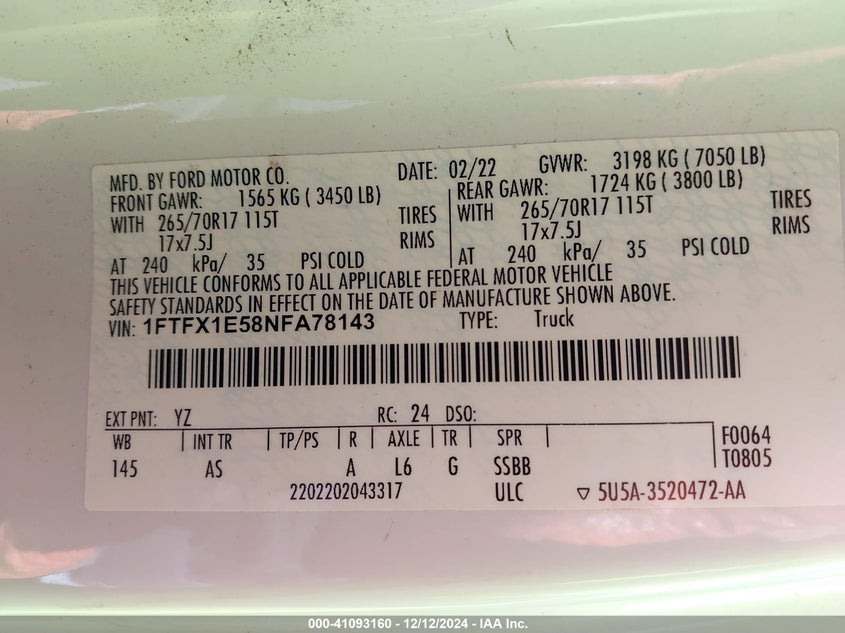 MFD. BY FORD MOTOR CO. DATE: 02/22 GVWR: 3198 KG ( 7050 LB)
FRONT GAWR: 1565 KG ( 3450 LB) REAR GAWR: 1724 KG ( 3800 LB)
WITH 265/70R17 115T TIRES WITH 265/70R17 115T TIRES
17x7.5J RIMS 17x7.5J RIMS
AT 240 kPa/ 35 PSI COLD AT 240 kPa/ 35 PSI COLD
THIS VEHICLE CONFORMS TO ALL APPLICABLE FEDERAL MOTOR VEHICLE
SAFETY STANDARDS IN EFFECT ON THE DATE OF MANUFACTURE SHOWN ABOVE.
VIN: 1FTFX1E58NFA78143 TYPE: Truck
EXT PNT: YZ RC: 24 DSO:
WB INT TR TP/PS R AXLE TR SPR F0064
145 AS A L6 G SSBB T0805
2202202043317 ULC ▽ 5U5A-3520472-AA
000-41093160 - 12/12/2024 - IAA Inc.